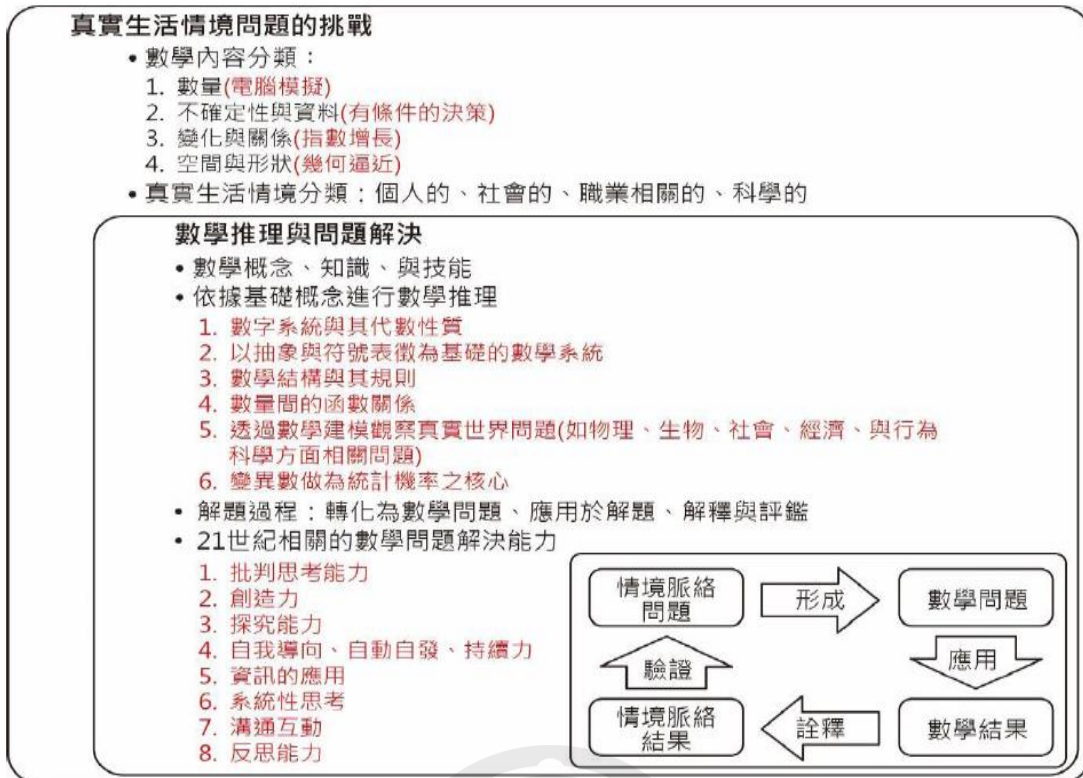 真實生活情境問題的挑戰
• 數學內容分類：
1. 數量(電腦模擬)
2. 不確定性與資料(有條件的決策)
3. 變化與關係(指數增長)
4. 空間與形狀(幾何逼近)
• 真實生活情境分類：個人的、社會的、職業相關的、科學的
數學推理與問題解決
• 數學概念、知識、與技能
• 依據基礎概念進行數學推理
1. 數字系統與其代數性質
2. 以抽象與符號表徵為基礎的數學系統
3. 數學結構與其規則
4. 數量間的函數關係
5. 透過數學建模觀察真實世界問題(如物理、生物、社會、經濟、與行為
科學方面相關問題)
6. 變異數做為統計機率之核心
• 解題過程：轉化為數學問題、應用於解題、解釋與評鑑
• 21世紀相關的數學問題解決能力
1. 批判思考能力
2. 創造力
3. 探究能力
4. 自我導向、自動自發、持續力
5. 資訊的應用
6. 系統性思考
7. 溝通互動
8. 反思能力
情境脈絡
問題
形成
數學問題
驗證
應用
情境脈絡
結果
詮釋
數學結果